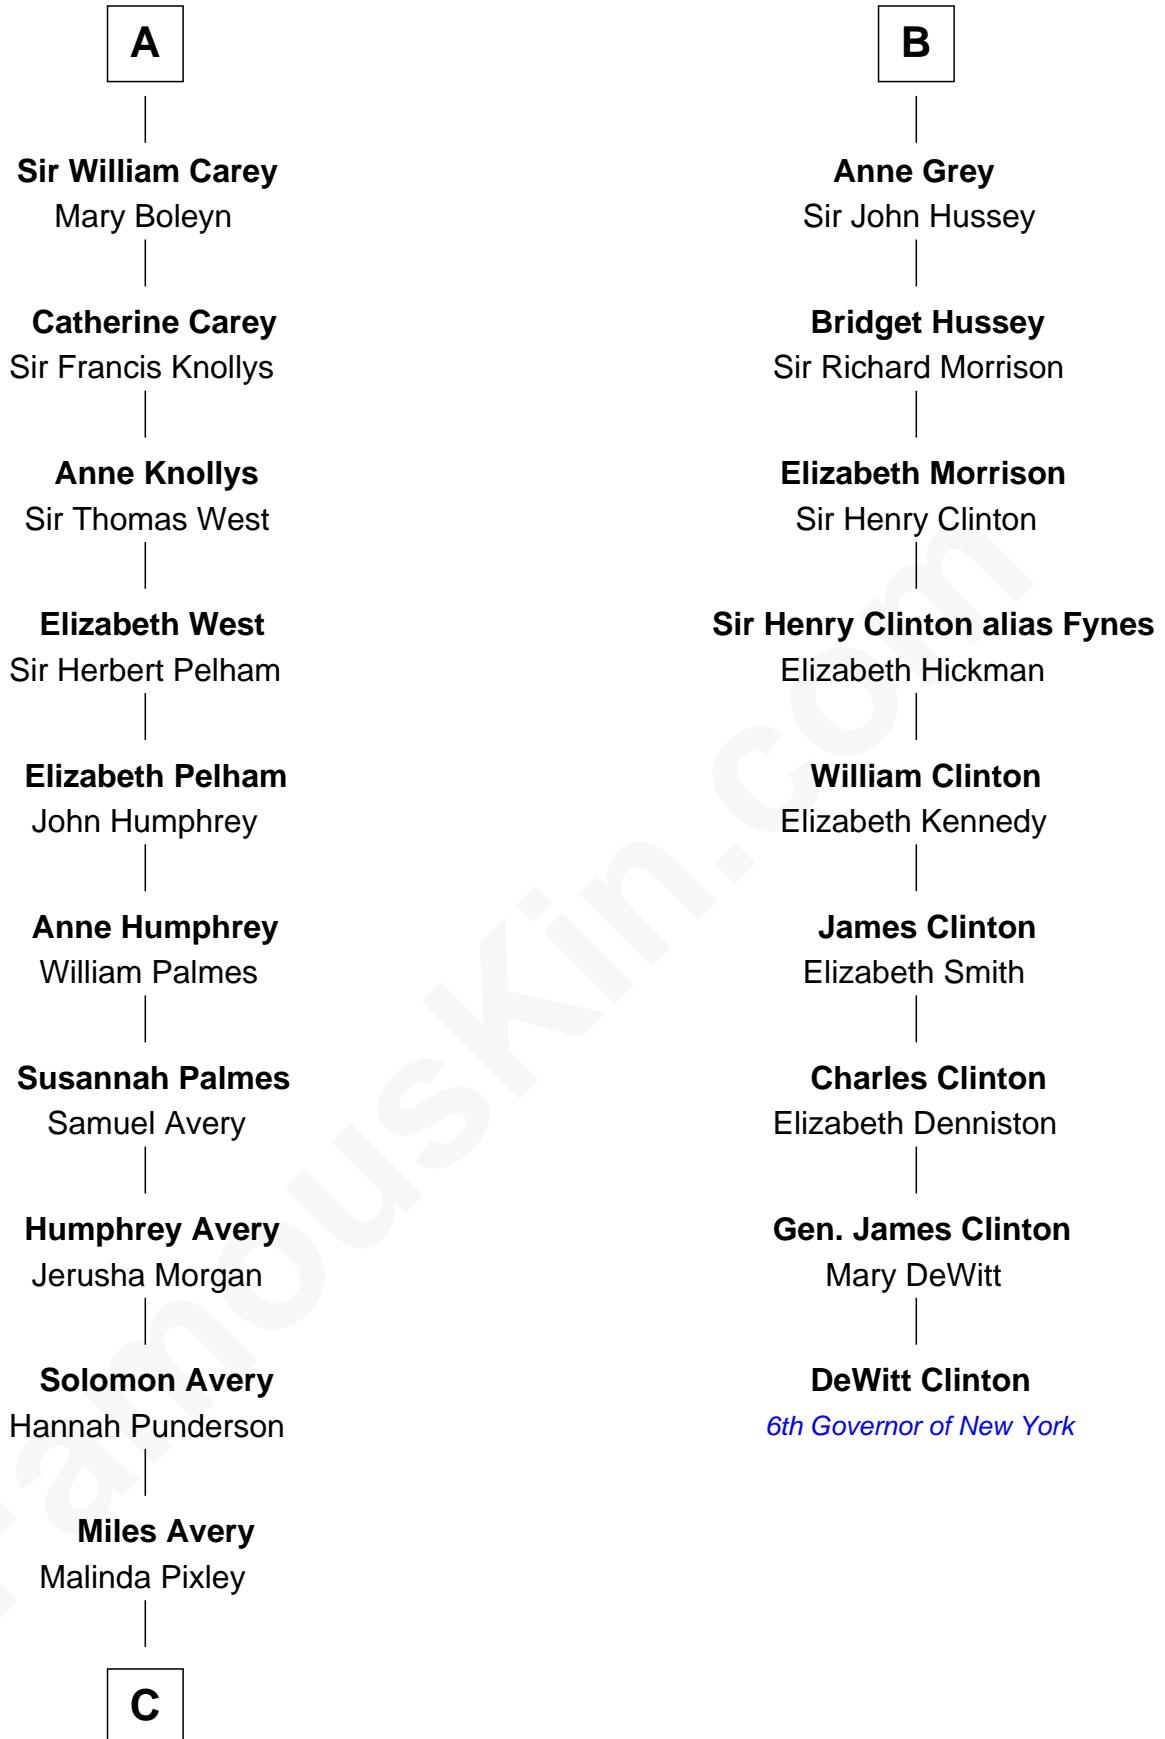 A
Sir William Carey
Mary Boleyn
Catherine Carey
Sir Francis Knollys
Anne Knollys
Sir Thomas West
Elizabeth West
Sir Herbert Pelham
Elizabeth Pelham
John Humphrey
Anne Humphrey
William Palmes
Susannah Palmes
Samuel Avery
Humphrey Avery
Jerusha Morgan
Solomon Avery
Hannah Punderson
Miles Avery
Malinda Pixley
C
B
Anne Grey
Sir John Hussey
Bridget Hussey
Sir Richard Morrison
Elizabeth Morrison
Sir Henry Clinton
Sir Henry Clinton alias Fynes
Elizabeth Hickman
William Clinton
Elizabeth Kennedy
James Clinton
Elizabeth Smith
Charles Clinton
Elizabeth Denniston
Gen. James Clinton
Mary DeWitt
DeWitt Clinton
6th Governor of New York
FamousKin.com